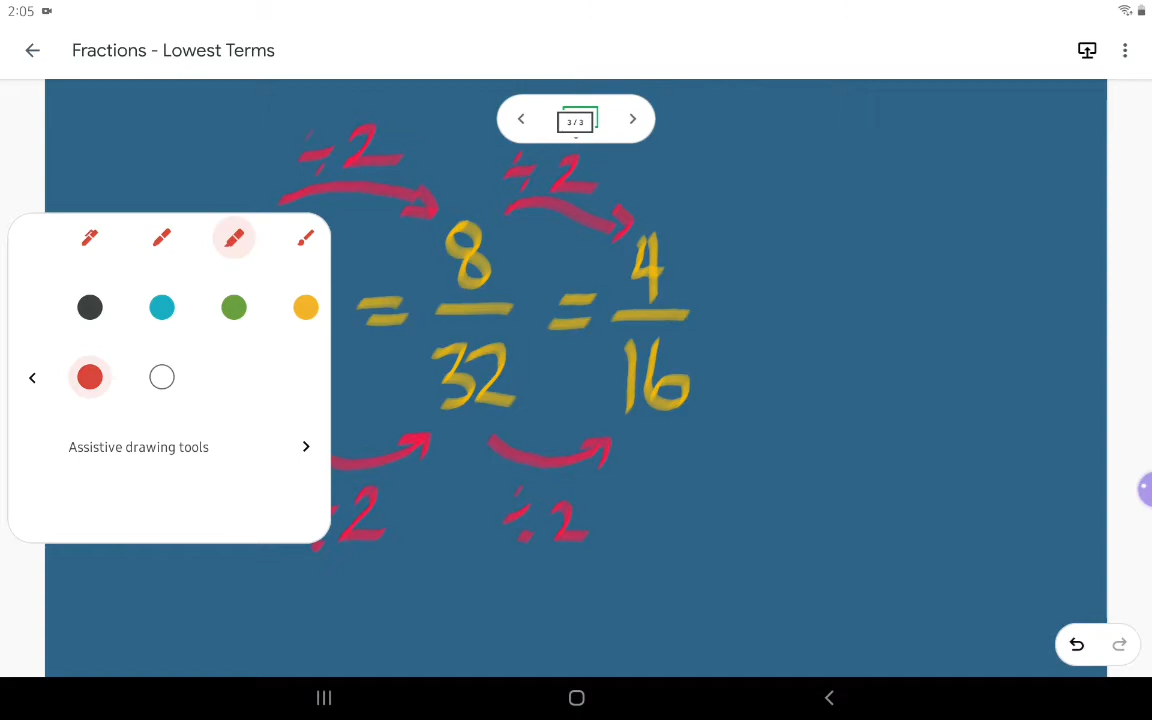 2:05
Fractions - Lowest Terms
3/3
÷2 ÷2
= 8/32 = 4/16
÷2 ÷2
Assistive drawing tools